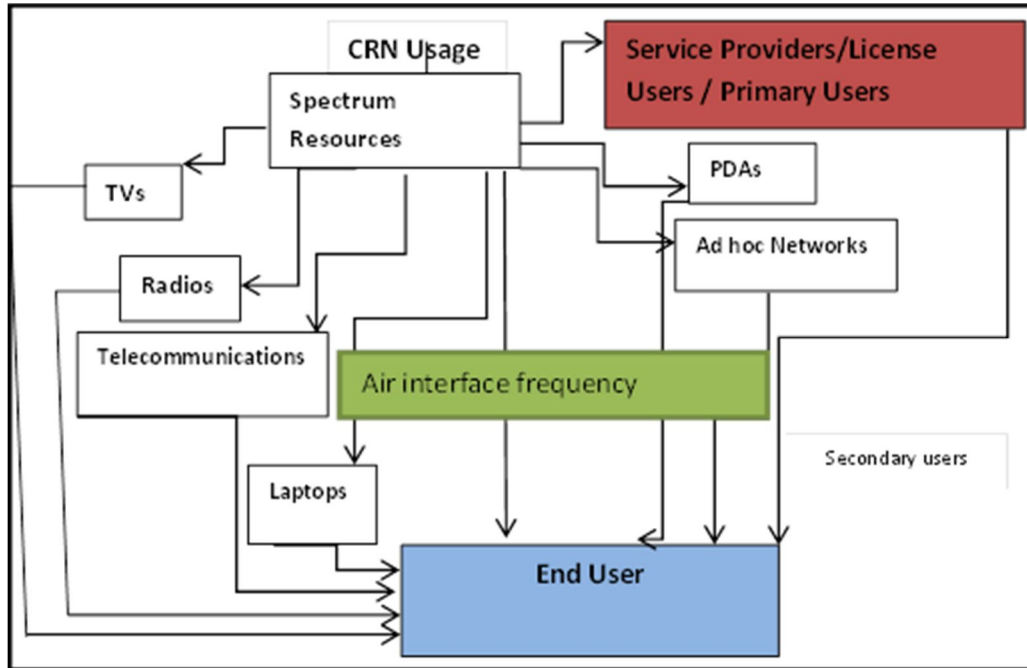 CRN Usage
Service Providers/License
Users / Primary Users
Spectrum
Resources
PDAs
TVs
Ad hoc Networks
Radios
Telecommunications
Air interface frequency
Secondary users
Laptops
End User